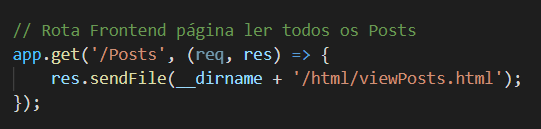 // Rota Frontend página ler todos os Posts
app.get('/Posts', (req, res) => {
    res.sendFile(__dirname + '/html/viewPosts.html');
});